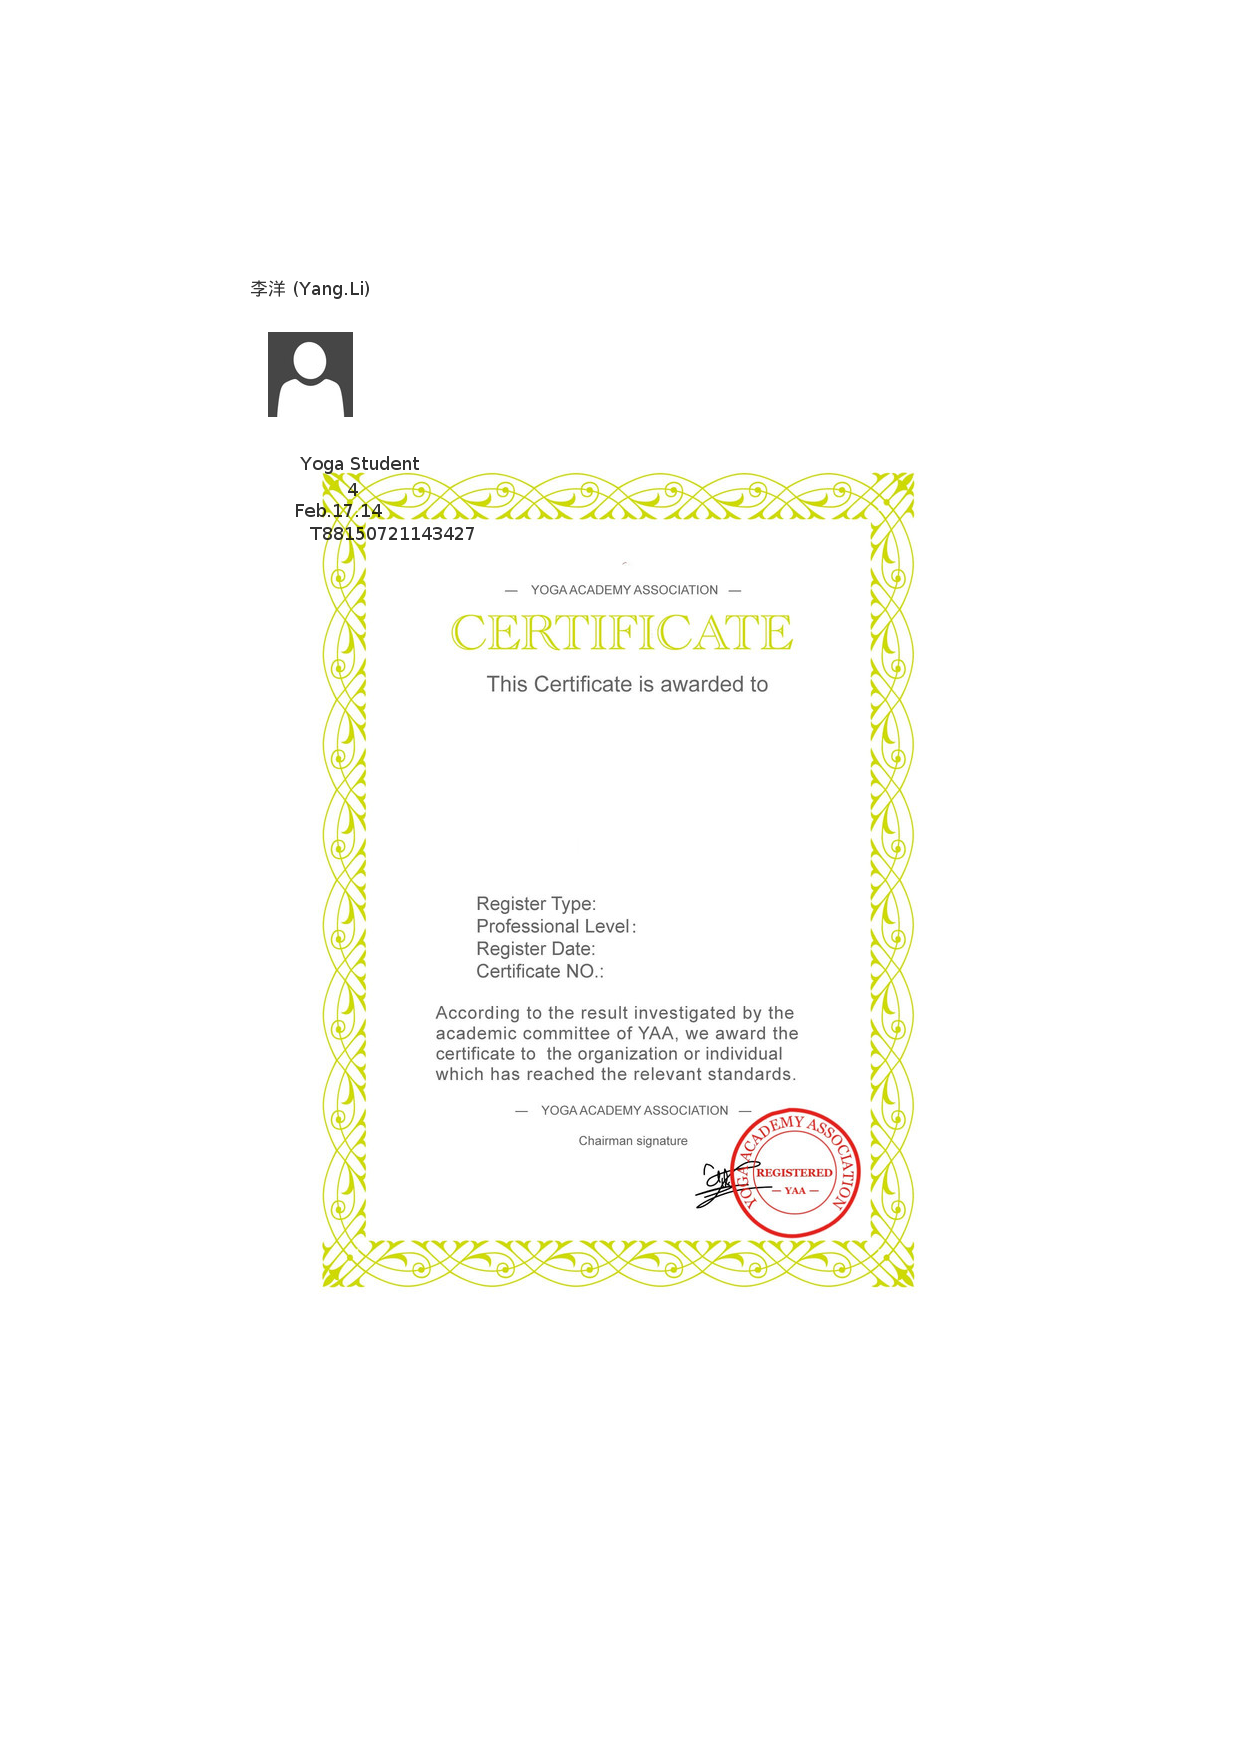 李洋 (Yang.Li)
Yoga Student
4
Feb.17.14
T88150721143427
— YOGA ACADEMY ASSOCIATION —
CERTIFICATE
This Certificate is awarded to
Register Type:
Professional Level:
Register Date:
Certificate NO.:
According to the result investigated by the
academic committee of YAA, we award the
certificate to the organization or individual
which has reached the relevant standards.
— YOGA ACADEMY ASSOCIATION —
Chairman signature
YOGA ACADEMY ASSOCIATION
REGISTERED
— YAA —